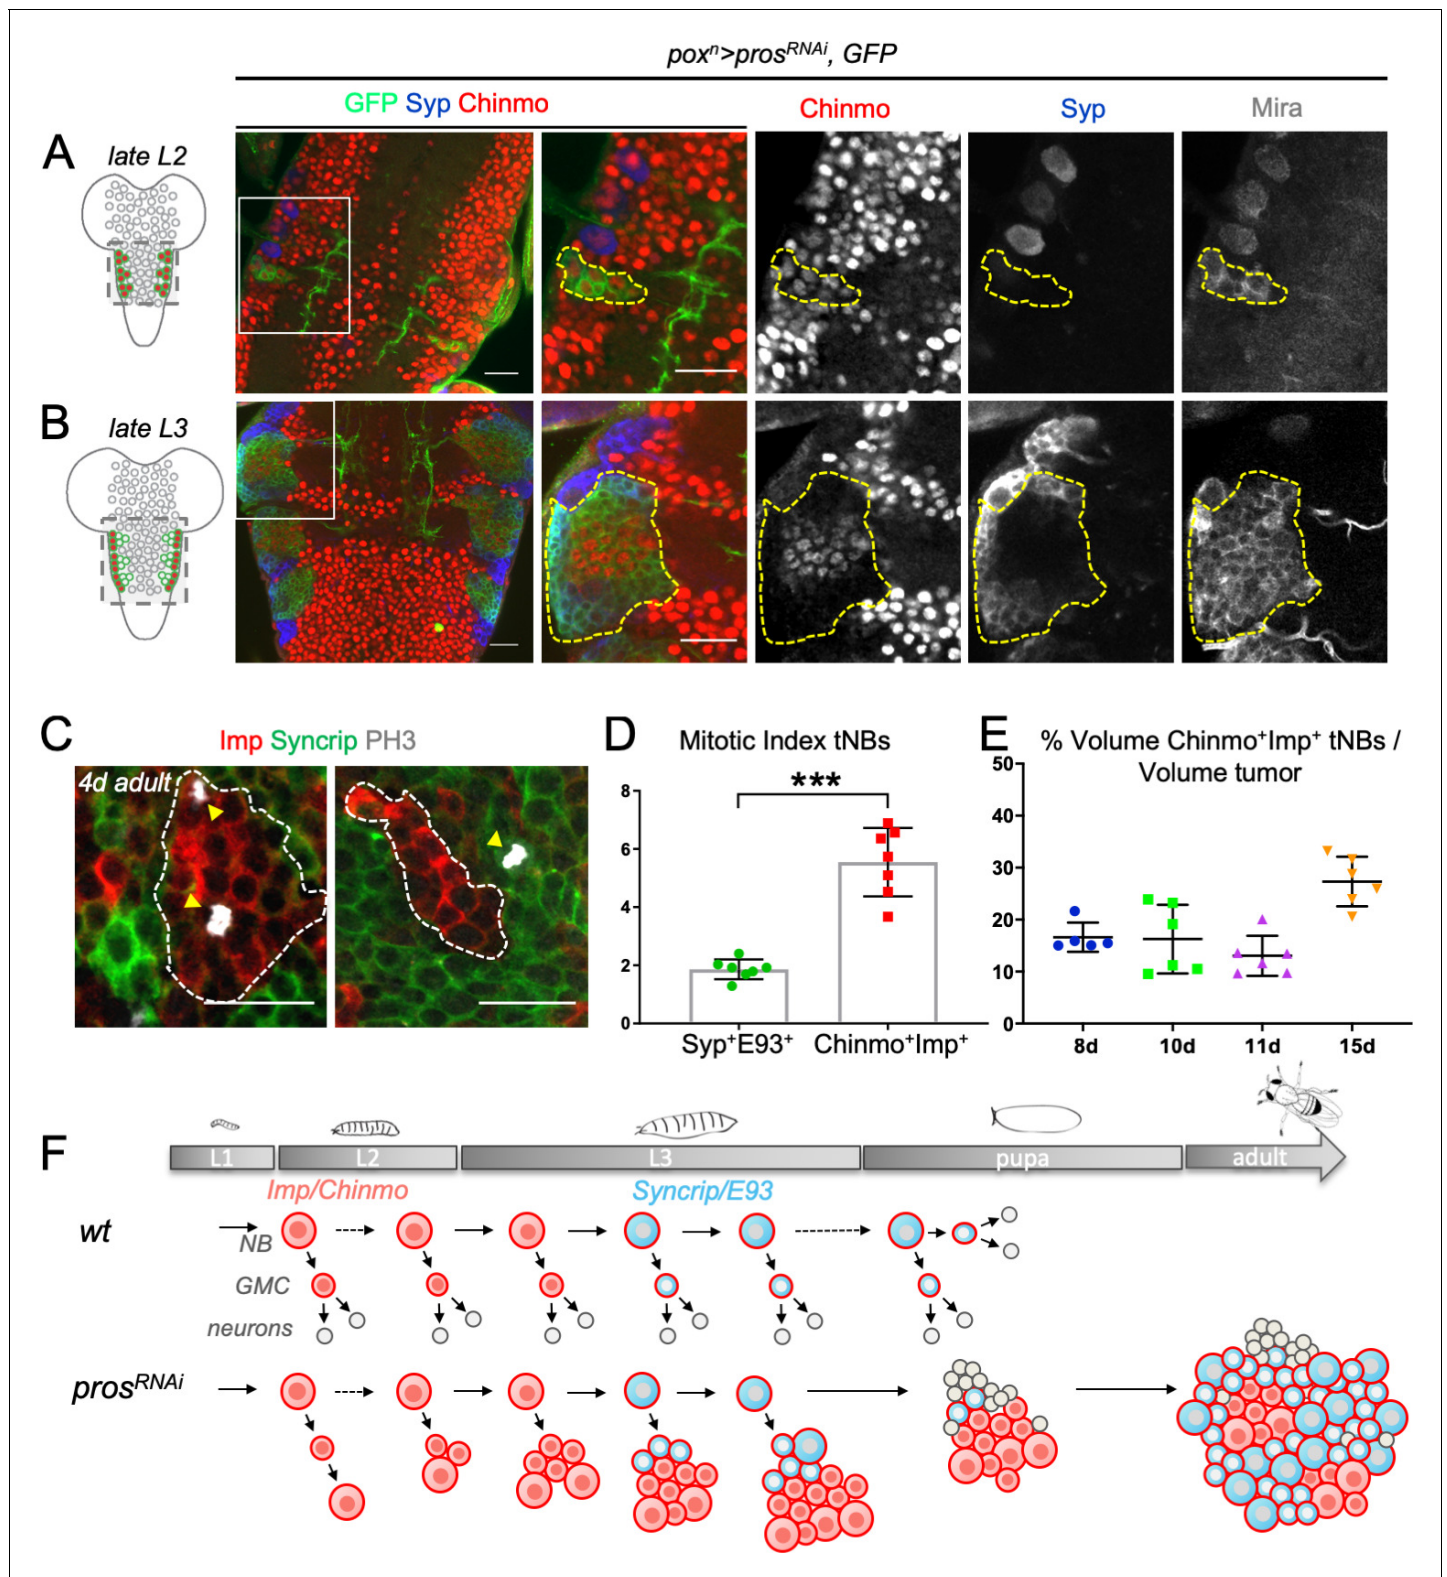 poxⁿ>pros^RNAi, GFP
GFP Syp Chinmo
Chinmo
Syp
Mira
A
late L2
B
late L3
C
Imp Syncrip PH3
4d adult
D
Mitotic Index tNBs
***
8
6
4
2
0
Syp⁺E93⁺
Chinmo⁺Imp⁺
E
% Volume Chinmo⁺Imp⁺ tNBs /
Volume tumor
50
40
30
20
10
0
8d
10d
11d
15d
F
L1
L2
L3
pupa
adult
Imp/Chinmo
Syncrip/E93
wt
NB
GMC
neurons
pros^RNAi